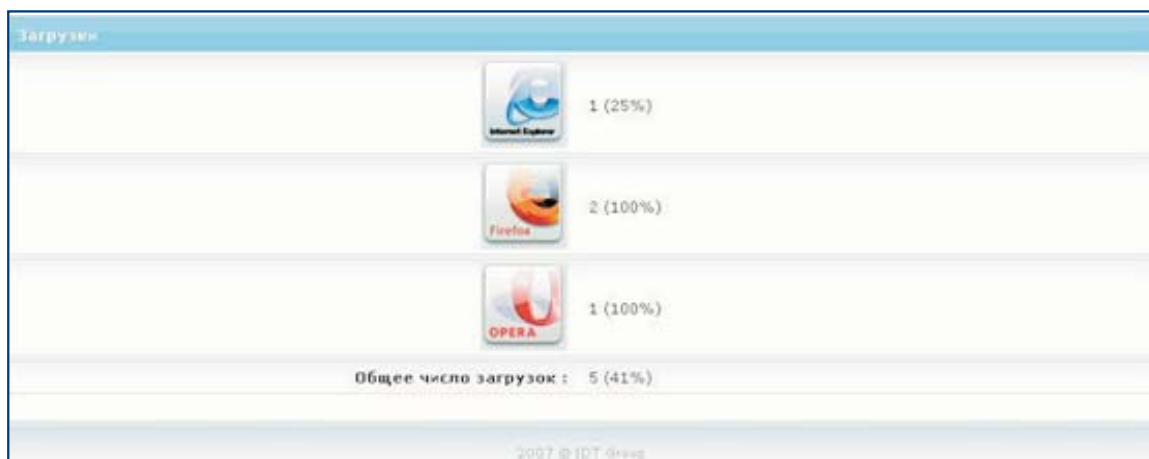 Загрузки
Internet Explorer
1 (25%)
Firefox
2 (100%)
OPERA
1 (100%)
Общее число загрузок : 5 (41%)
2007 @ IDT Group